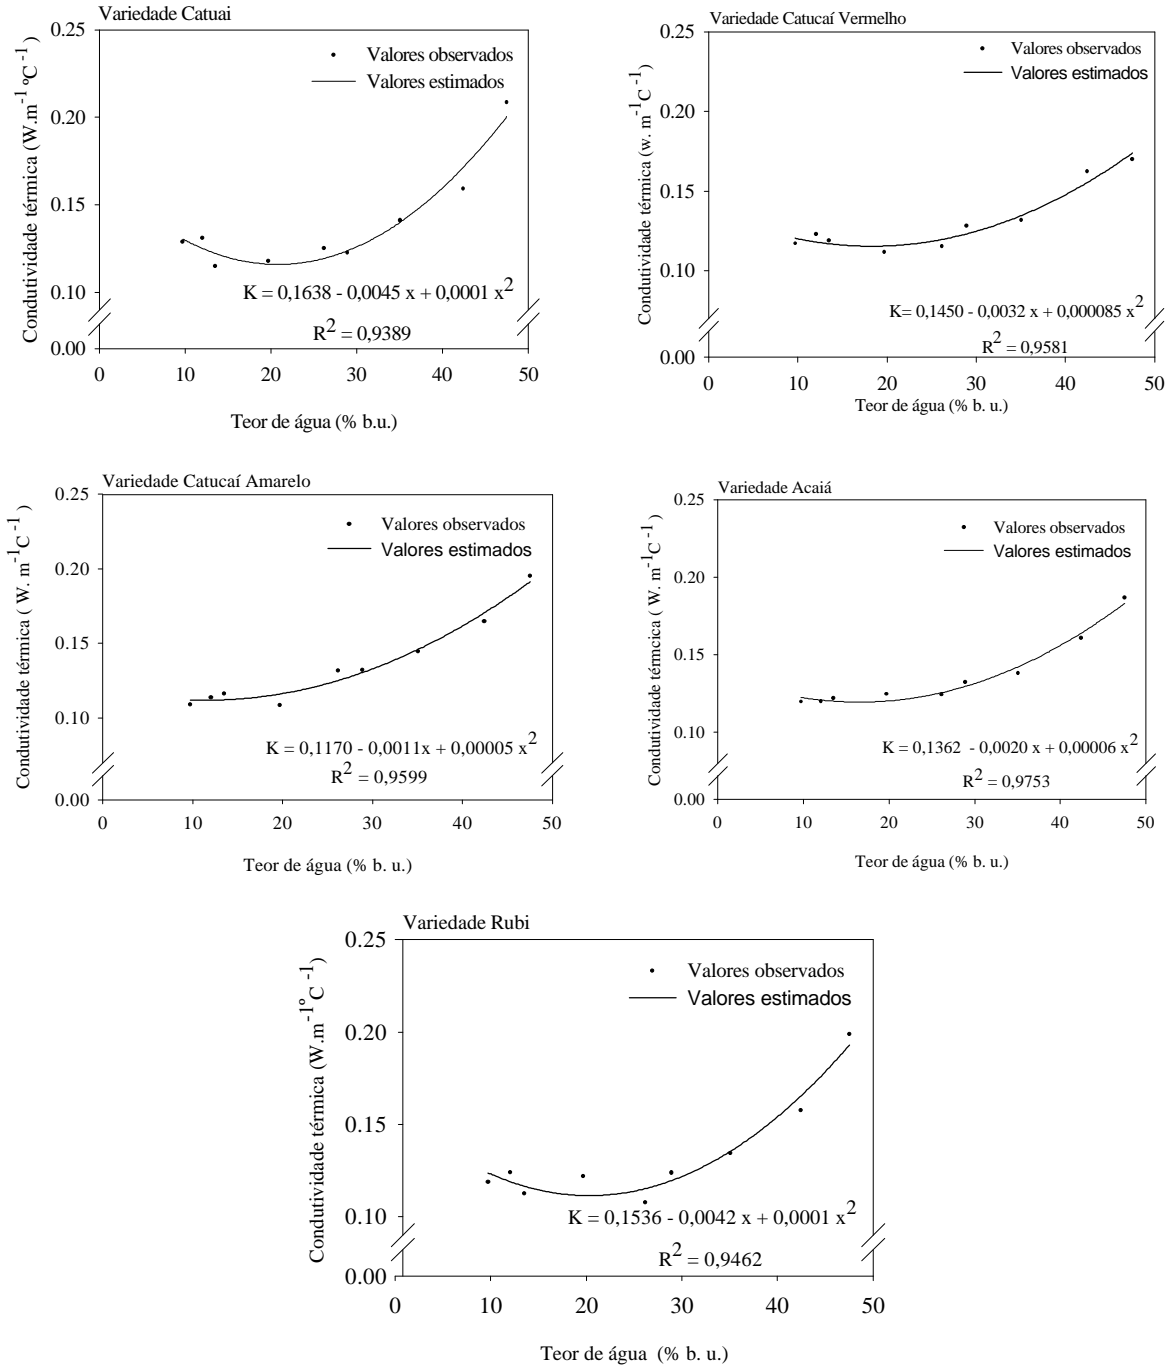 Variedade Catuai
0.25
Valores observados
Valores estimados
0.20
0.15
0.10
K = 0,1638 - 0,0045 x + 0,0001 x²
R² = 0,9389
0.00
0 10 20 30 40 50
Teor de água (% b.u.)
Condutividade térmica (W.m⁻¹ ºC⁻¹)
Variedade Catucaí Vermelho
0.25
Valores observados
Valores estimados
0.20
0.15
0.10
K= 0,1450 - 0,0032 x + 0,000085 x²
R² = 0,9581
0.00
0 10 20 30 40 50
Teor de água (% b. u.)
Condutividade térmica (w. m⁻¹C⁻¹)
Variedade Catucaí Amarelo
0.25
Valores observados
Valores estimados
0.20
0.15
0.10
K = 0,1170 - 0,0011x + 0,00005 x²
R² = 0,9599
0.00
0 10 20 30 40 50
Teor de água (% b. u.)
Condutividade térmica ( W. m⁻¹C⁻¹ )
Variedade Acaiá
0.25
Valores observados
Valores estimados
0.20
0.15
0.10
K = 0,1362 - 0,0020 x + 0,00006 x²
R² = 0,9753
0.00
0 10 20 30 40 50
Teor de água (% b. u.)
Condutividade térmcica ( W. m⁻¹C⁻¹ )
Variedade Rubi
0.25
Valores observados
Valores estimados
0.20
0.15
0.10
K = 0,1536 - 0,0042 x + 0,0001 x²
R² = 0,9462
0.00
0 10 20 30 40 50
Teor de água (% b. u.)
Condutividade térmica (W.m⁻¹ºC⁻¹)